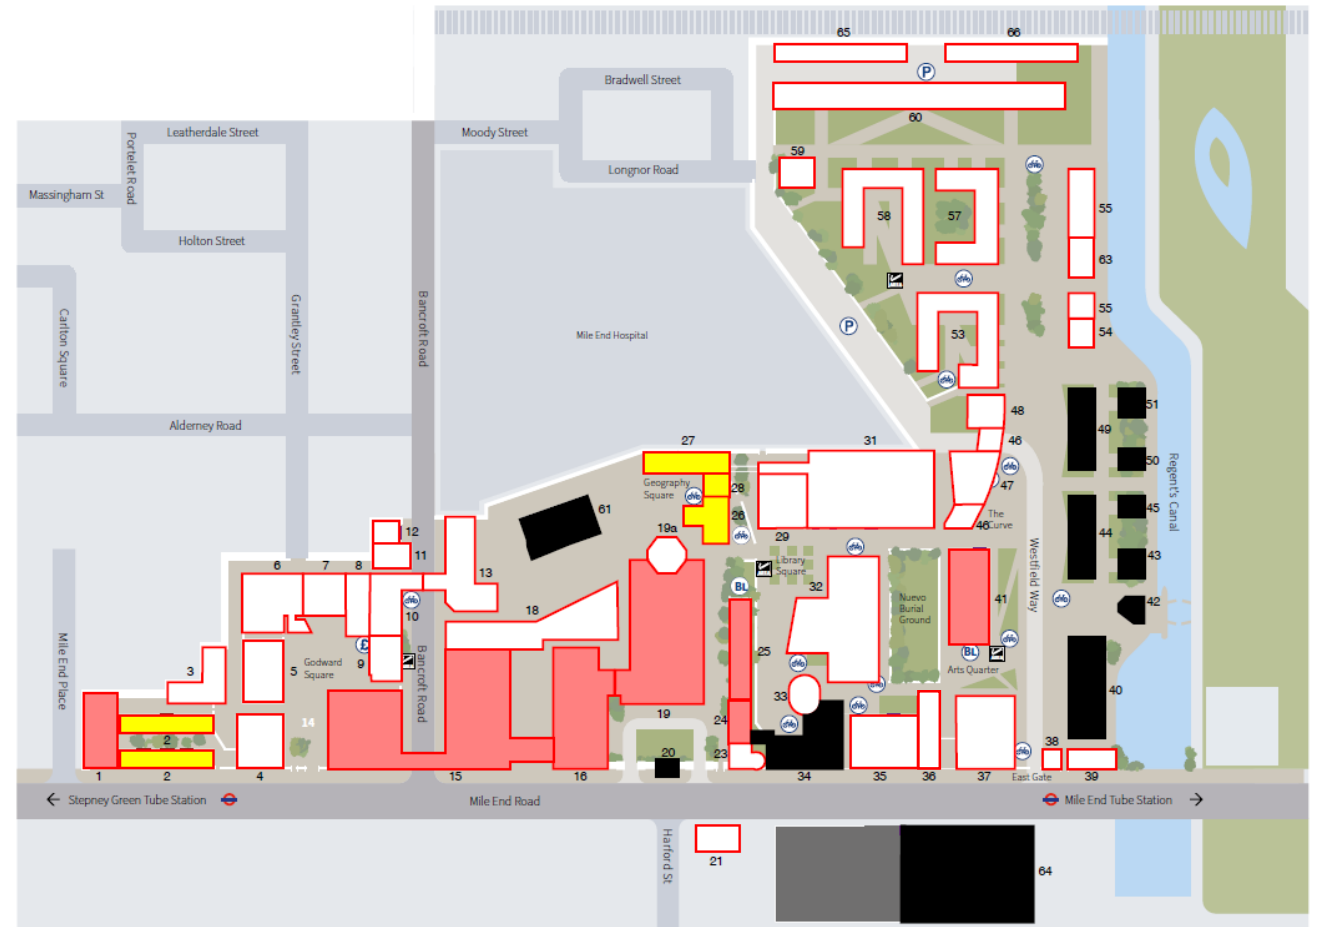 65
66
Bradwell Street
P
60
Leatherdale Street
Moody Street
Portelet Road
59
Longnor Road
Massingham St
58
57
55
Holton Street
63
Grantley Street
Bancroft Road
55
Carlton Square
P
Mile End Hospital
53
54
51
48
Alderney Road
49
27
31
46
50
Regent's Canal
Geography
Square
28
47
61
26
The
Curve
46
45
12
19a
29
44
11
Library
Square
43
6
7
8
13
BL
32
41
Westfield Way
Nuevo
Burial
Ground
42
18
10
£
Mile End Place
3
5
Godward
Square
9
Bancroft Road
25
BL
Arts Quarter
40
33
14
19
24
2
20
23
38
1
2
4
15
16
34
35
36
37
East Gate
39
Stepney Green Tube Station
Mile End Road
Mile End Tube Station
Harford St
21
64